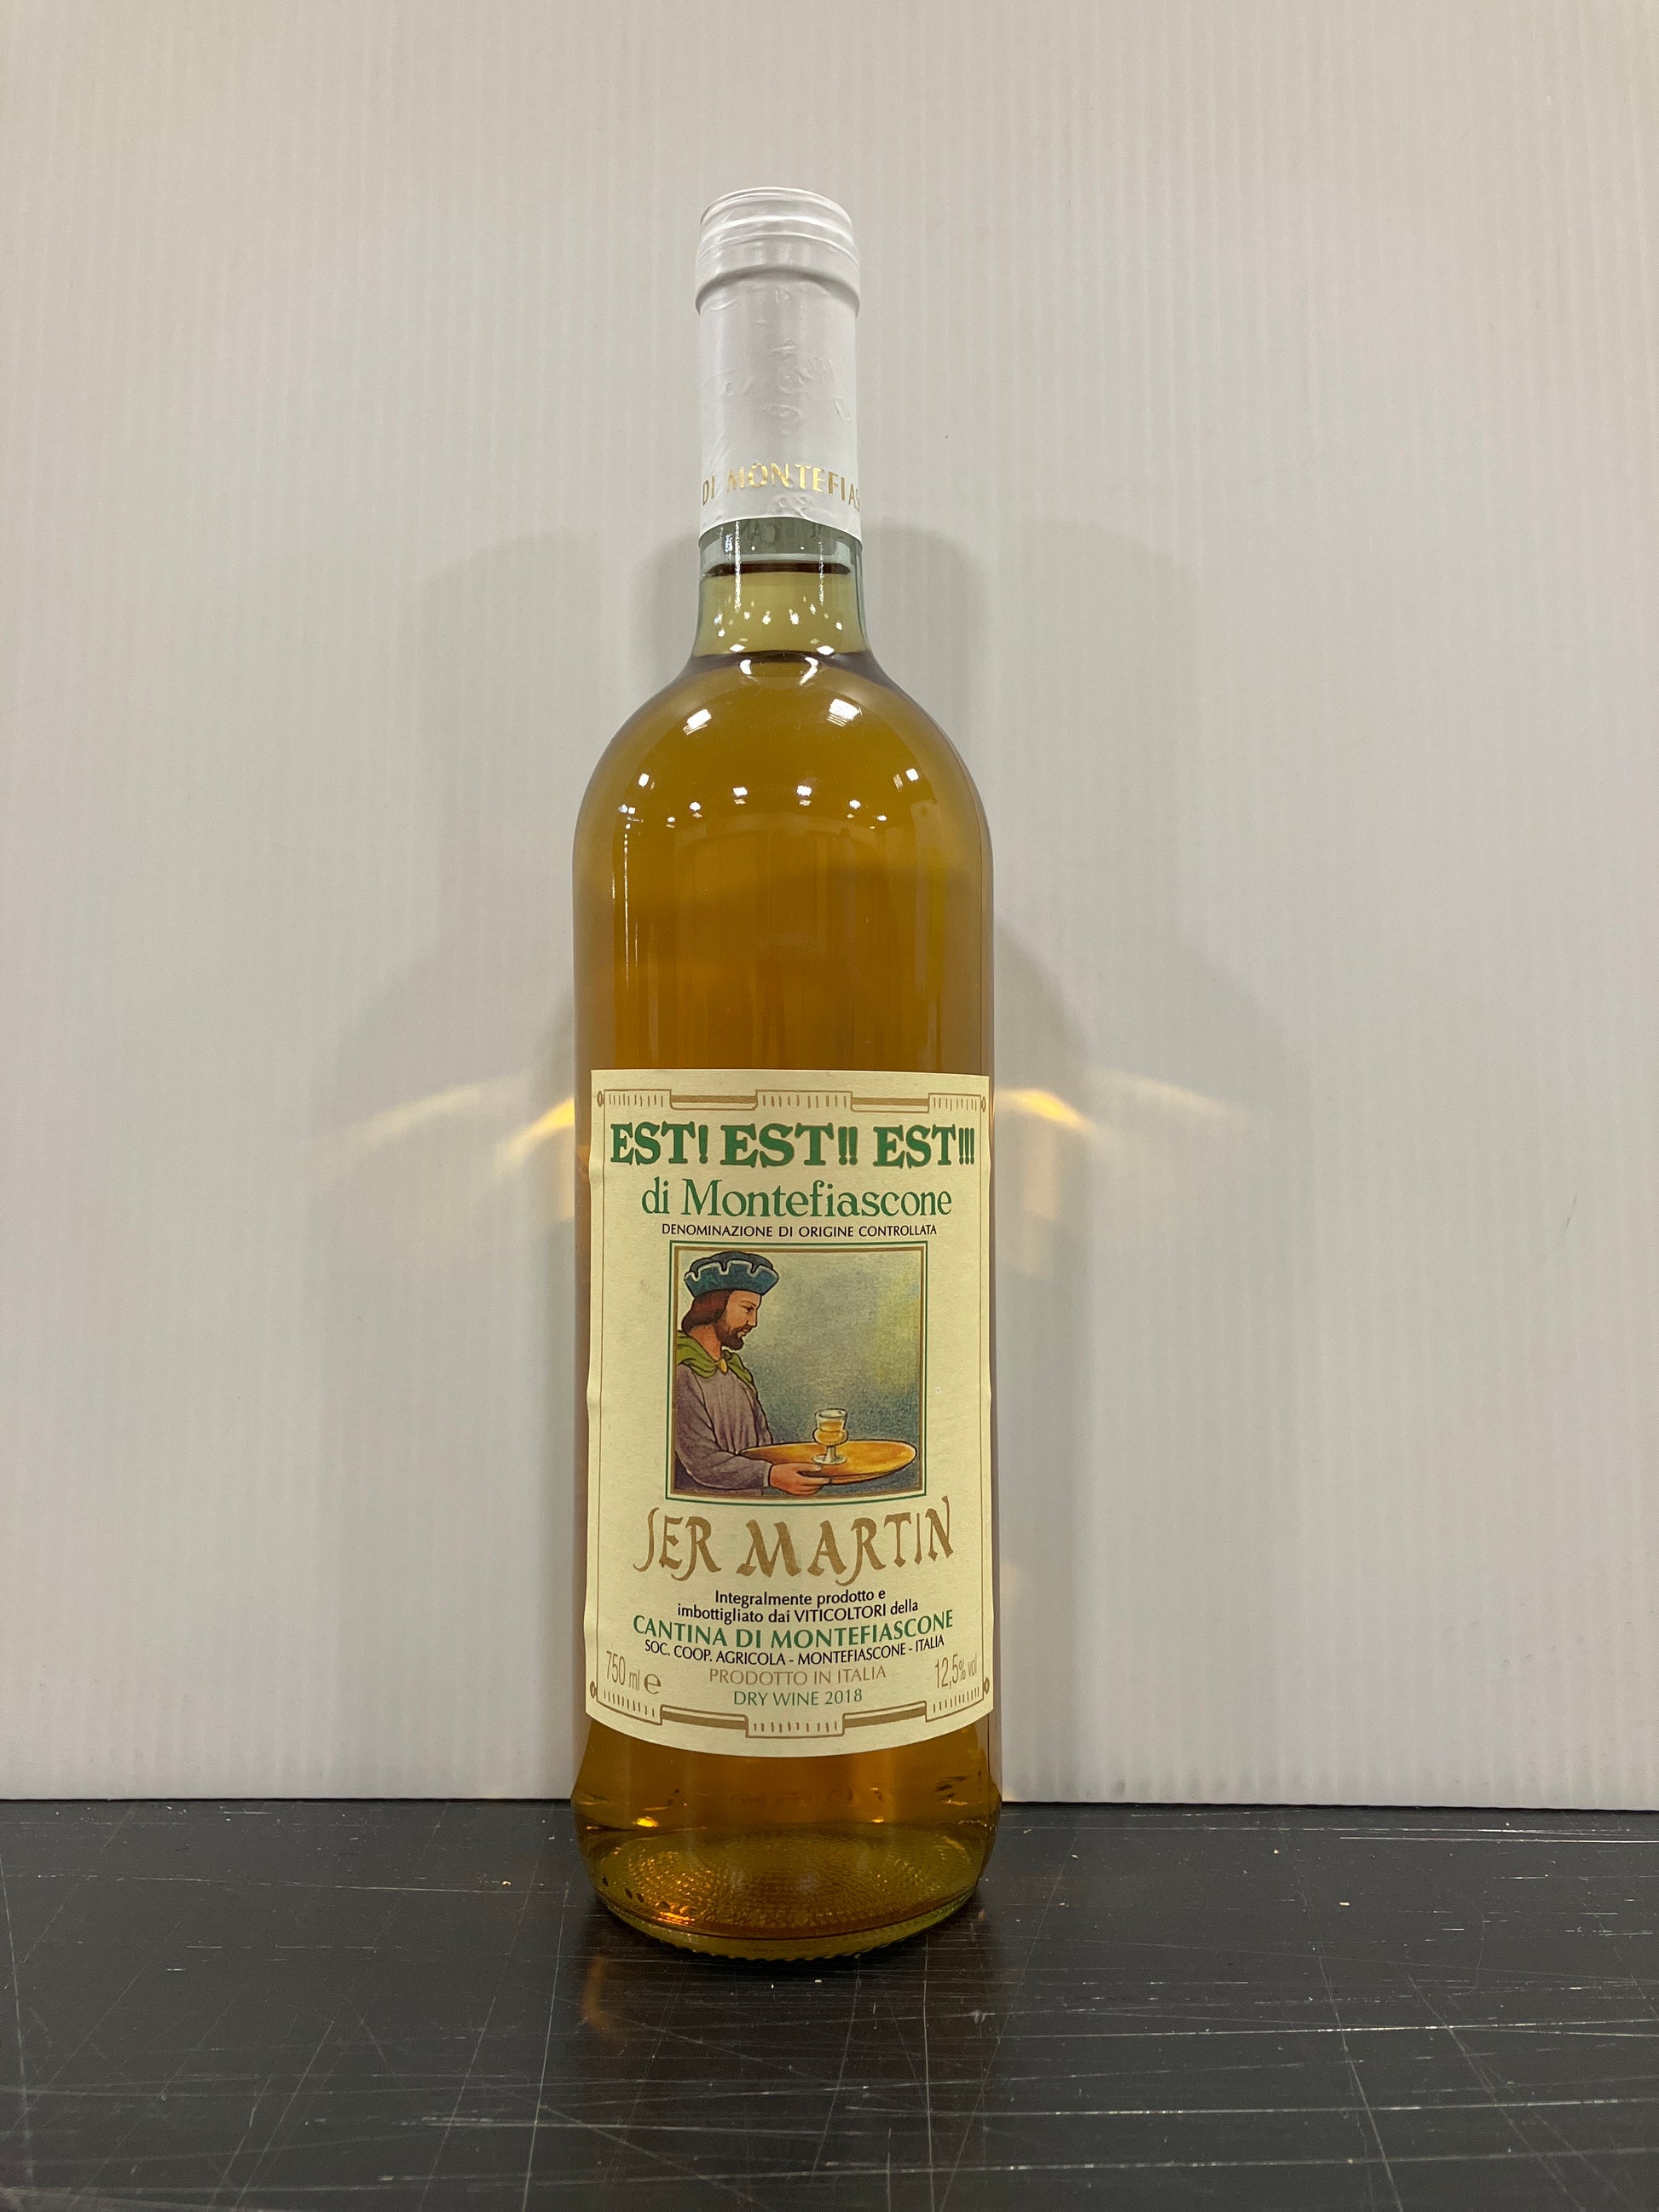 DI MONTEFIAS
EST! EST!! EST!!!
di Montefiascone
DENOMINAZIONE DI ORIGINE CONTROLLATA
SER MARTIN
Integralmente prodotto e
imbottigliato dai VITICOLTORI della
CANTINA DI MONTEFIASCONE
SOC. COOP. AGRICOLA - MONTEFIASCONE - ITALIA
750 ml e PRODOTTO IN ITALIA 12,5% vol
DRY WINE 2018